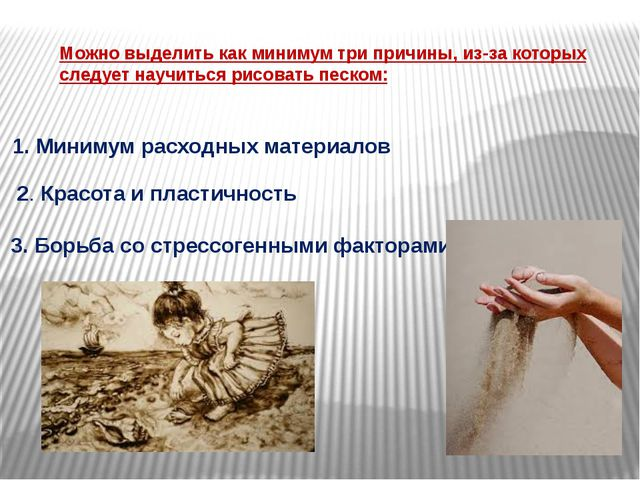 Можно выделить как минимум три причины, из-за которых
следует научиться рисовать песком:
1. Минимум расходных материалов
2. Красота и пластичность
3. Борьба со стрессогенными факторами